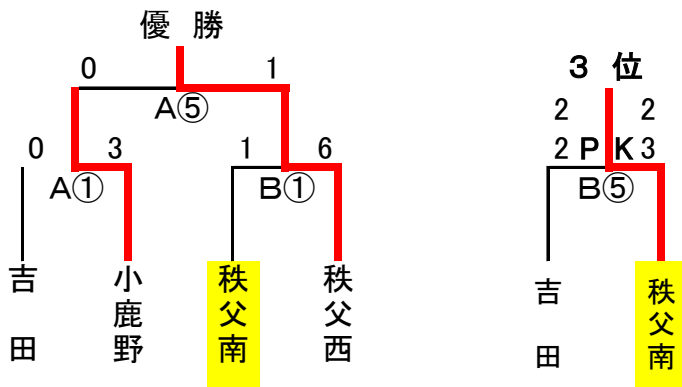 優 勝
0 1
A⑤
0 3 1 6
A① B①
吉田
小鹿野
秩父南
秩父西
3 位
2 2
2 PK 3
B⑤
吉田
秩父南